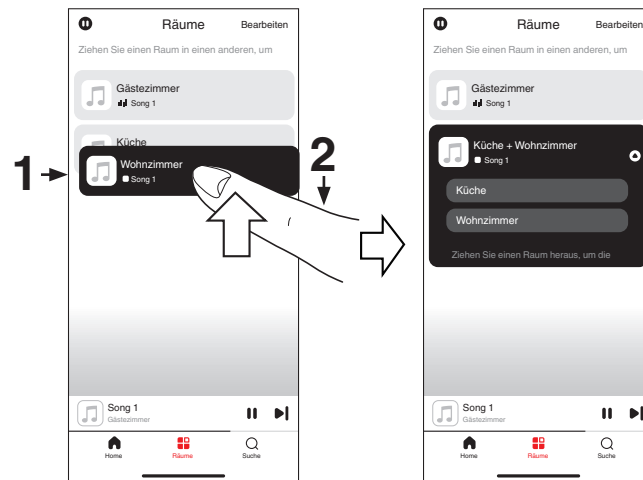 Räume
Bearbeiten
Ziehen Sie einen Raum in einen anderen, um
Gästezimmer
Song 1
Küche
Wohnzimmer
Song 1
1
2
Song 1
Gästezimmer
Home
Räume
Suche
Räume
Bearbeiten
Ziehen Sie einen Raum in einen anderen, um
Gästezimmer
Song 1
Küche + Wohnzimmer
Song 1
Küche
Wohnzimmer
Ziehen Sie einen Raum heraus, um die
Song 1
Gästezimmer
Home
Räume
Suche